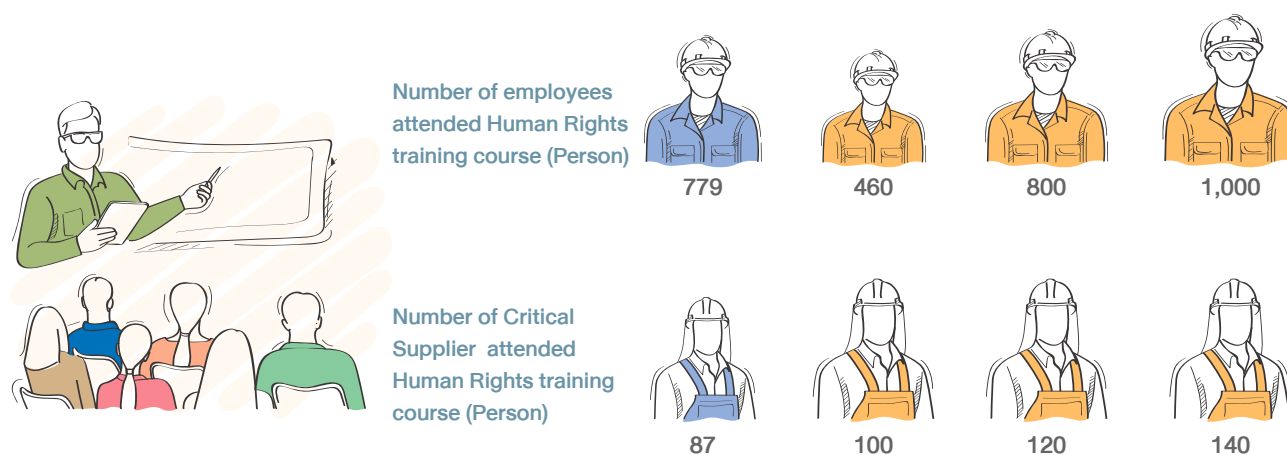 Number of employees
attended Human Rights
training course (Person)
779
460
800
1,000
Number of Critical
Supplier attended
Human Rights training
course (Person)
87
100
120
140